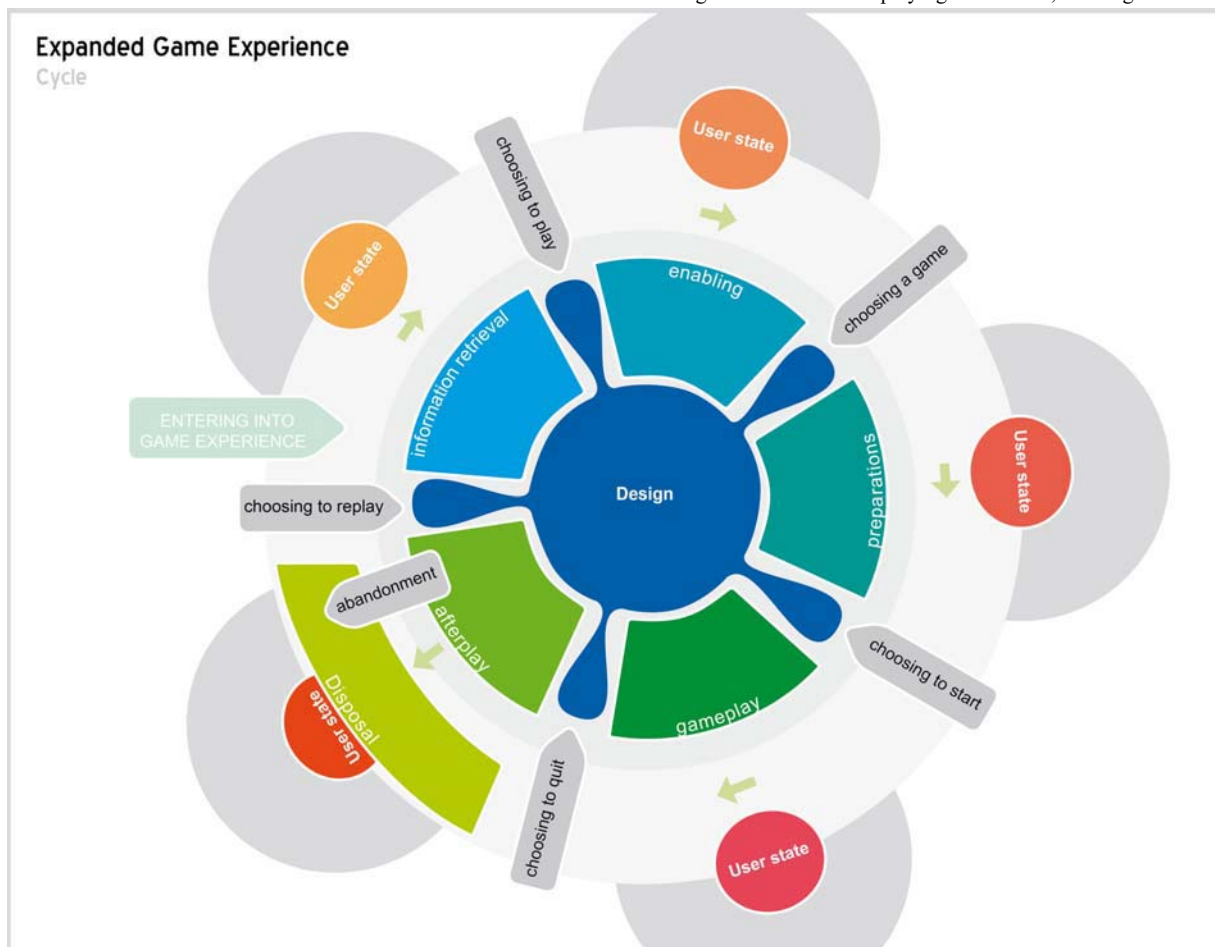 Expanded Game Experience
Cycle
choosing to play
User state
enabling
choosing a game
User state
information retrieval
ENTERING INTO
GAME EXPERIENCE
preparations
User state
Design
choosing to replay
abandonment
afterplay
Disposal
User state
choosing to start
gameplay
choosing to quit
User state